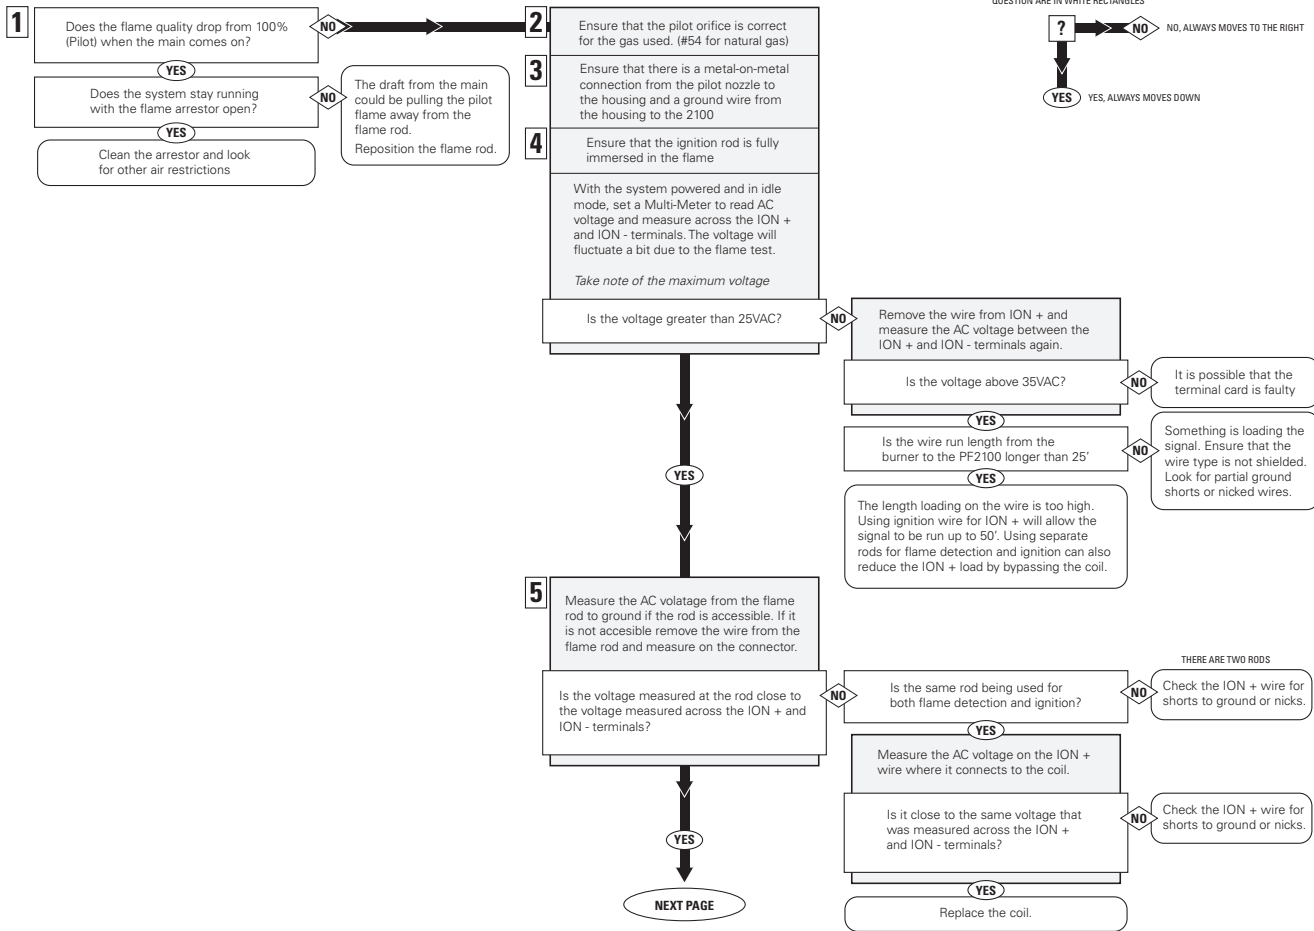 QUESTION ARE IN WHITE RECTANGLES
?
NO
NO, ALWAYS MOVES TO THE RIGHT
YES
YES, ALWAYS MOVES DOWN
1
Does the flame quality drop from 100%
(Pilot) when the main comes on?
NO
YES
Does the system stay running
with the flame arrestor open?
NO
The draft from the main
could be pulling the pilot
flame away from the
flame rod.
Reposition the flame rod.
YES
Clean the arrestor and look
for other air restrictions
2
Ensure that the pilot orifice is correct
for the gas used. (#54 for natural gas)
3
Ensure that there is a metal-on-metal
connection from the pilot nozzle to
the housing and a ground wire from
the housing to the 2100
4
Ensure that the ignition rod is fully
immersed in the flame
With the system powered and in idle
mode, set a Multi-Meter to read AC
voltage and measure across the ION +
and ION - terminals. The voltage will
fluctuate a bit due to the flame test.
Take note of the maximum voltage
Is the voltage greater than 25VAC?
NO
Remove the wire from ION + and
measure the AC voltage between the
ION + and ION - terminals again.
Is the voltage above 35VAC?
NO
It is possible that the
terminal card is faulty
YES
Is the wire run length from the
burner to the PF2100 longer than 25'
NO
Something is loading the
signal. Ensure that the
wire type is not shielded.
Look for partial ground
shorts or nicked wires.
YES
The length loading on the wire is too high.
Using ignition wire for ION + will allow the
signal to be run up to 50'. Using separate
rods for flame detection and ignition can also
reduce the ION + load by bypassing the coil.
YES
5
Measure the AC volatage from the flame
rod to ground if the rod is accessible. If it
is not accesible remove the wire from the
flame rod and measure on the connector.
Is the voltage measured at the rod close to
the voltage measured across the ION + and
ION - terminals?
NO
Is the same rod being used for
both flame detection and ignition?
NO
THERE ARE TWO RODS
Check the ION + wire for
shorts to ground or nicks.
YES
Measure the AC voltage on the ION +
wire where it connects to the coil.
Is it close to the same voltage that
was measured across the ION +
and ION - terminals?
NO
Check the ION + wire for
shorts to ground or nicks.
YES
Replace the coil.
YES
NEXT PAGE